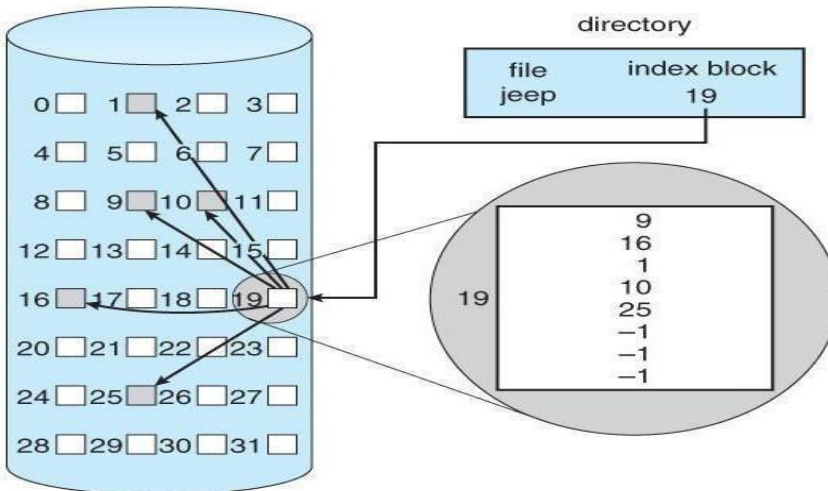 directory
file index block
jeep 19
0 1 2 3
4 5 6 7
8 9 10 11
12 13 14 15
16 17 18 19
20 21 22 23
24 25 26 27
28 29 30 31
19
9
16
1
10
25
–1
–1
–1